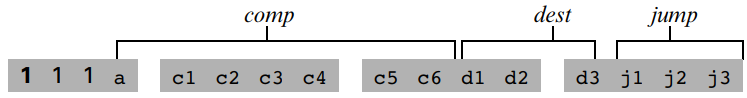 comp dest jump
1 1 1 a c1 c2 c3 c4 c5 c6 d1 d2 d3 j1 j2 j3